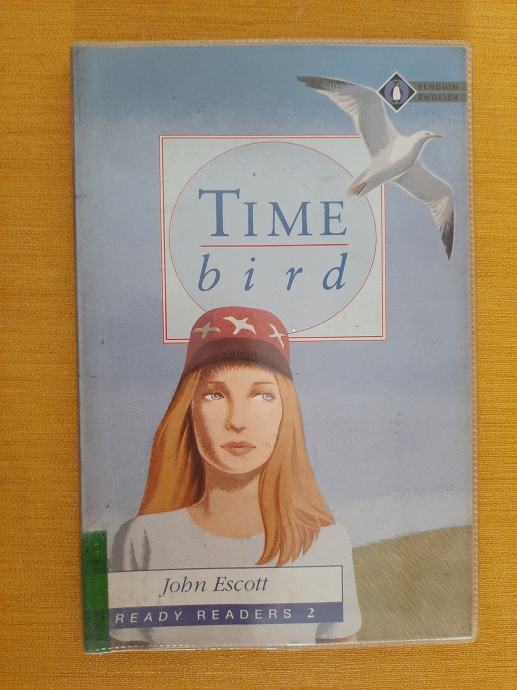 PENGUIN
ENGLISH
TIME
bird
John Escott
READY READERS 2